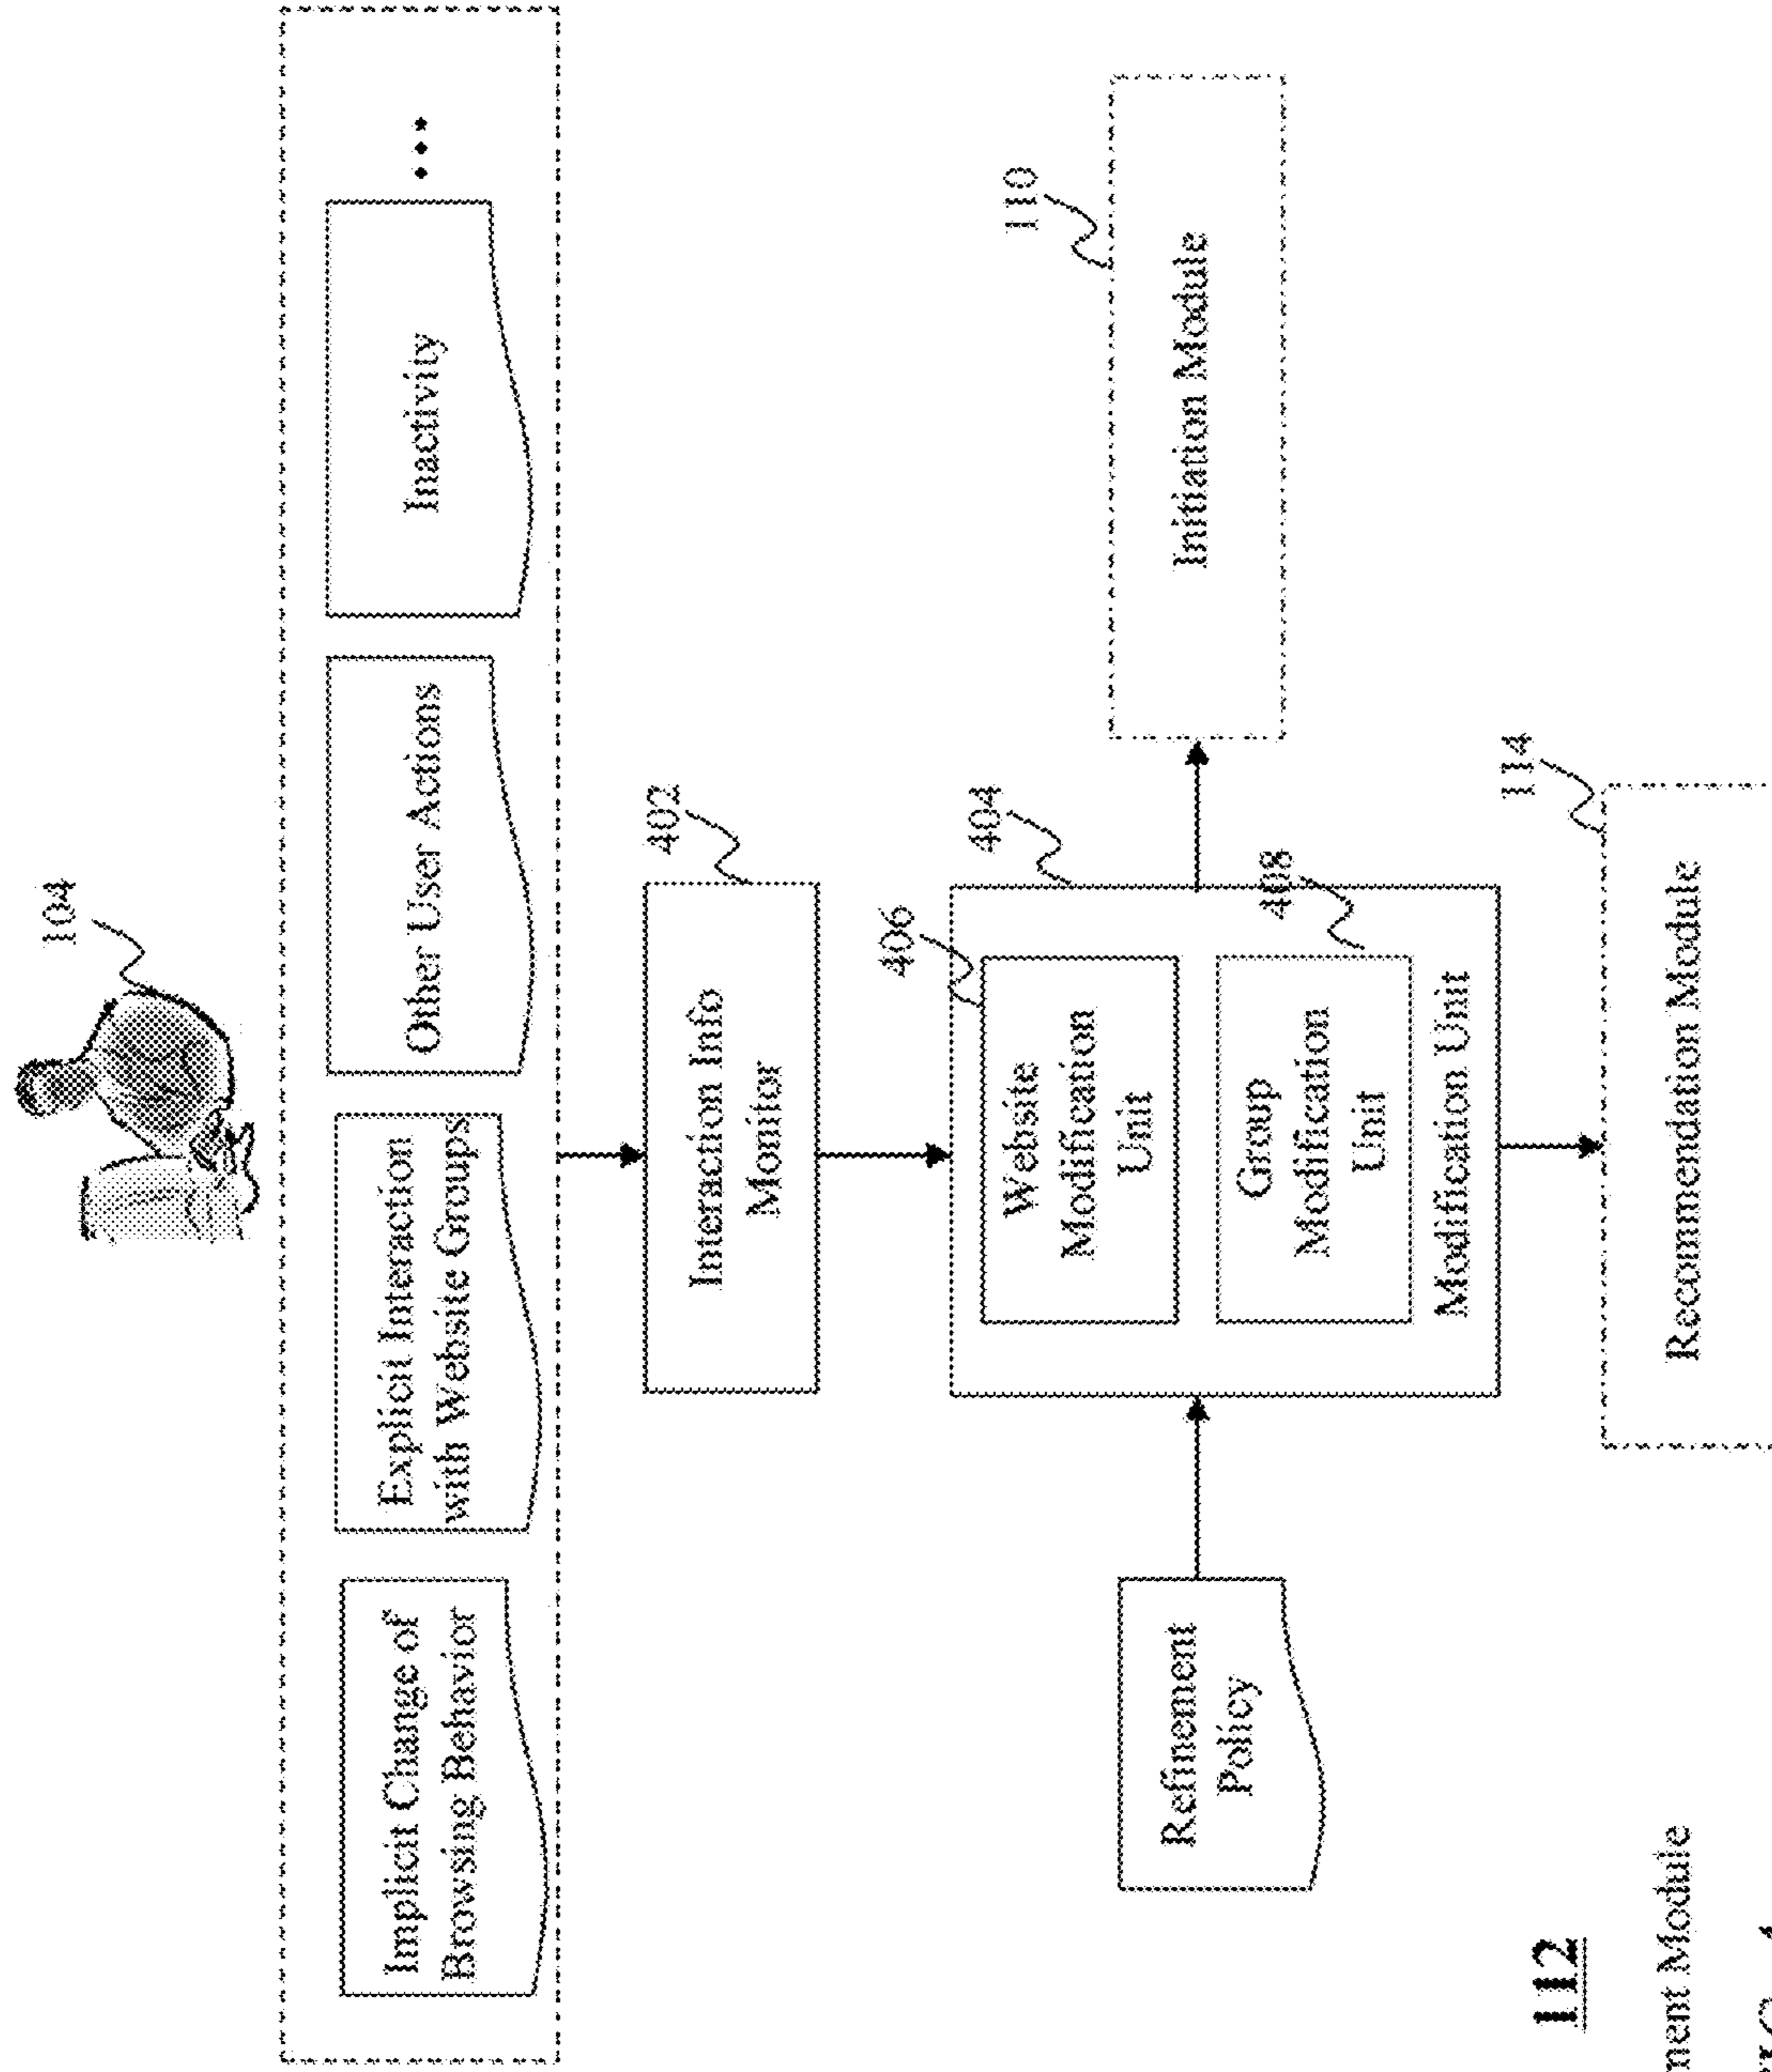 104
Implicit Change of
Browsing Behavior
Explicit Interaction
with Website Groups
Other User Actions
Inactivity
•••
402
Interaction Info
Monitor
404
406
Website
Modification
Unit
408
Group
Modification
Unit
Modification Unit
110
Initiation Module
Refinement
Policy
114
Recommendation Module
112
Module